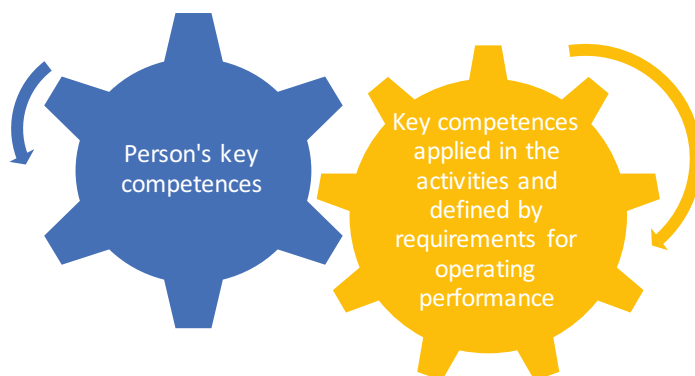 Person's key
competences
Key competences
applied in the
activities and
defined by
requirements for
operating
performance